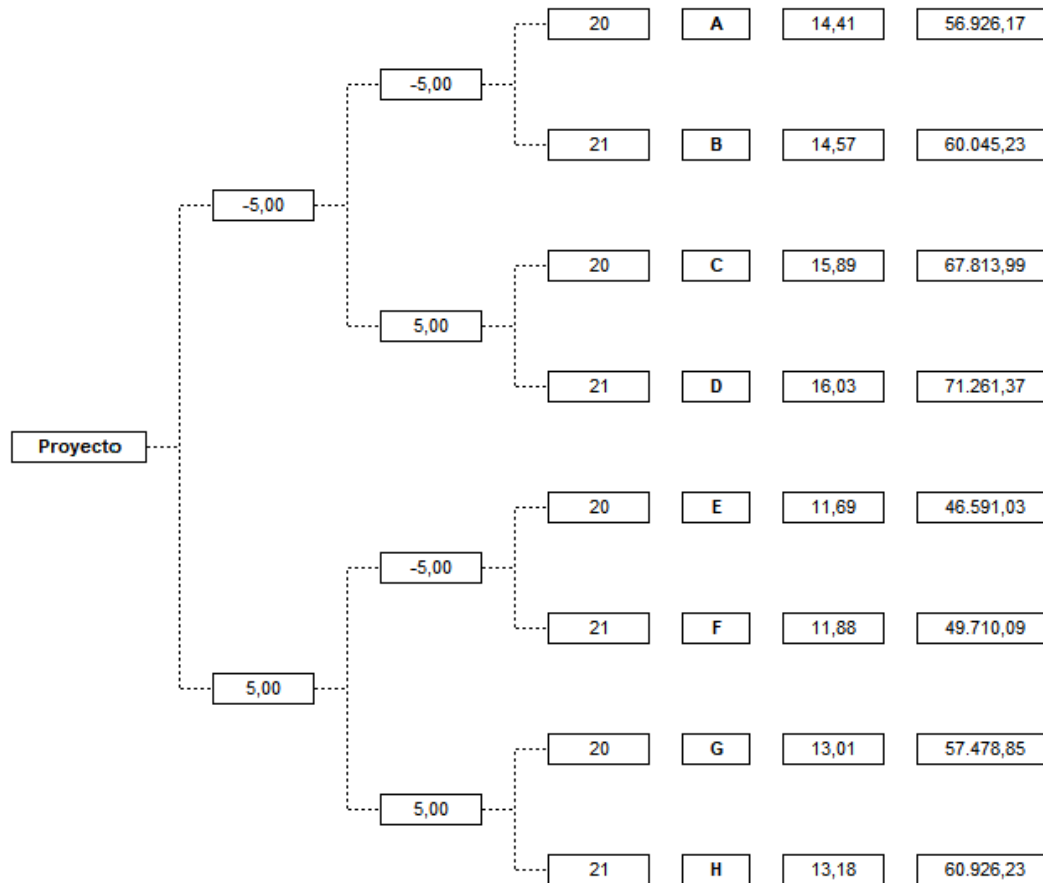 20 A 14,41 56.926,17
-5,00
21 B 14,57 60.045,23
-5,00
20 C 15,89 67.813,99
5,00
21 D 16,03 71.261,37
Proyecto
20 E 11,69 46.591,03
-5,00
21 F 11,88 49.710,09
5,00
20 G 13,01 57.478,85
5,00
21 H 13,18 60.926,23